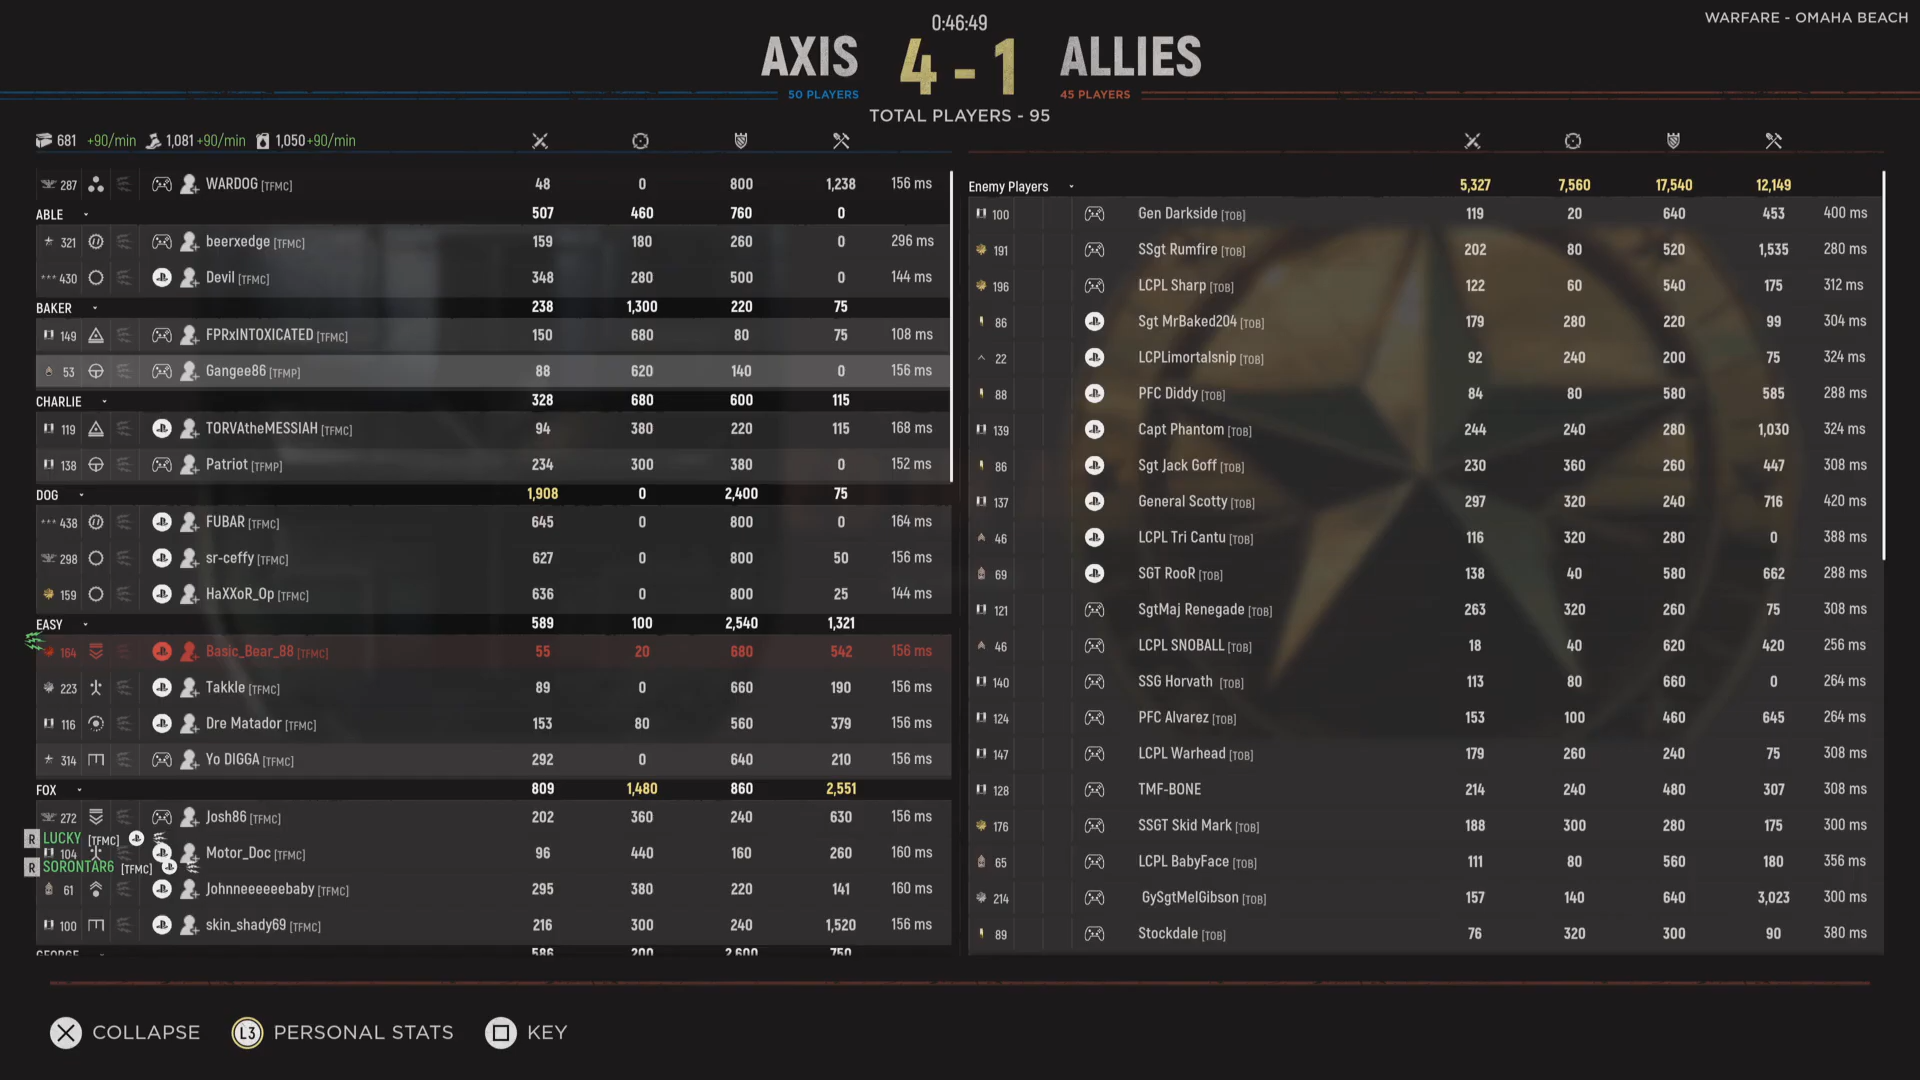 WARFARE - OMAHA BEACH
0:46:49
AXIS 4 - 1 ALLIES
50 PLAYERS 45 PLAYERS
TOTAL PLAYERS - 95
681 +90/min 1,081 +90/min 1,050 +90/min
287 WARDOG [TFMC] 48 0 800 1,238 156 ms
ABLE 507 460 760 0
321 beerxedge [TFMC] 159 180 260 0 296 ms
430 Devil [TFMC] 348 280 500 0 144 ms
BAKER 238 1,300 220 75
149 FPRxINTOXICATED [TFMC] 150 680 80 75 108 ms
53 Gangee86 [TFMP] 88 620 140 0 156 ms
CHARLIE 328 680 600 115
119 TORVAtheMESSIAH [TFMC] 94 380 220 115 168 ms
138 Patriot [TFMP] 234 300 380 0 152 ms
DOG 1,908 0 2,400 75
438 FUBAR [TFMC] 645 0 800 0 164 ms
298 sr-ceffy [TFMC] 627 0 800 50 156 ms
159 HaXXoR_Op [TFMC] 636 0 800 25 144 ms
EASY 589 100 2,540 1,321
164 Basic_Bear_88 [TFMC] 55 20 680 542 156 ms
223 Takkle [TFMC] 89 0 660 190 156 ms
116 Dre Matador [TFMC] 153 80 560 379 156 ms
314 Yo DIGGA [TFMC] 292 0 640 210 156 ms
FOX 809 1,480 860 2,551
272 Josh86 [TFMC] 202 360 240 630 156 ms
R LUCKY [TFMC]
104 Motor_Doc [TFMC] 96 440 160 260 160 ms
R SORONTAR6 [TFMC]
61 Johnneeeeeebaby [TFMC] 295 380 220 141 160 ms
100 skin_shady69 [TFMC] 216 300 240 1,520 156 ms
GEORGE 586 200 2,600 750
Enemy Players 5,327 7,560 17,540 12,149
100 Gen Darkside [TOB] 119 20 640 453 400 ms
191 SSgt Rumfire [TOB] 202 80 520 1,535 280 ms
196 LCPL Sharp [TOB] 122 60 540 175 312 ms
86 Sgt MrBaked204 [TOB] 179 280 220 99 304 ms
22 LCPLimortalsnip [TOB] 92 240 200 75 324 ms
88 PFC Diddy [TOB] 84 80 580 585 288 ms
139 Capt Phantom [TOB] 244 240 280 1,030 324 ms
86 Sgt Jack Goff [TOB] 230 360 260 447 308 ms
137 General Scotty [TOB] 297 320 240 716 420 ms
46 LCPL Tri Cantu [TOB] 116 320 280 0 388 ms
69 SGT RooR [TOB] 138 40 580 662 288 ms
121 SgtMaj Renegade [TOB] 263 320 260 75 308 ms
46 LCPL SNOBALL [TOB] 18 40 620 420 256 ms
140 SSG Horvath [TOB] 113 80 660 0 264 ms
124 PFC Alvarez [TOB] 153 100 460 645 264 ms
147 LCPL Warhead [TOB] 179 260 240 75 308 ms
128 TMF-BONE 214 240 480 307 308 ms
176 SSGT Skid Mark [TOB] 188 300 280 175 300 ms
65 LCPL BabyFace [TOB] 111 80 560 180 356 ms
214 GySgtMelGibson [TOB] 157 140 640 3,023 300 ms
89 Stockdale [TOB] 76 320 300 90 380 ms
COLLAPSE L3 PERSONAL STATS KEY